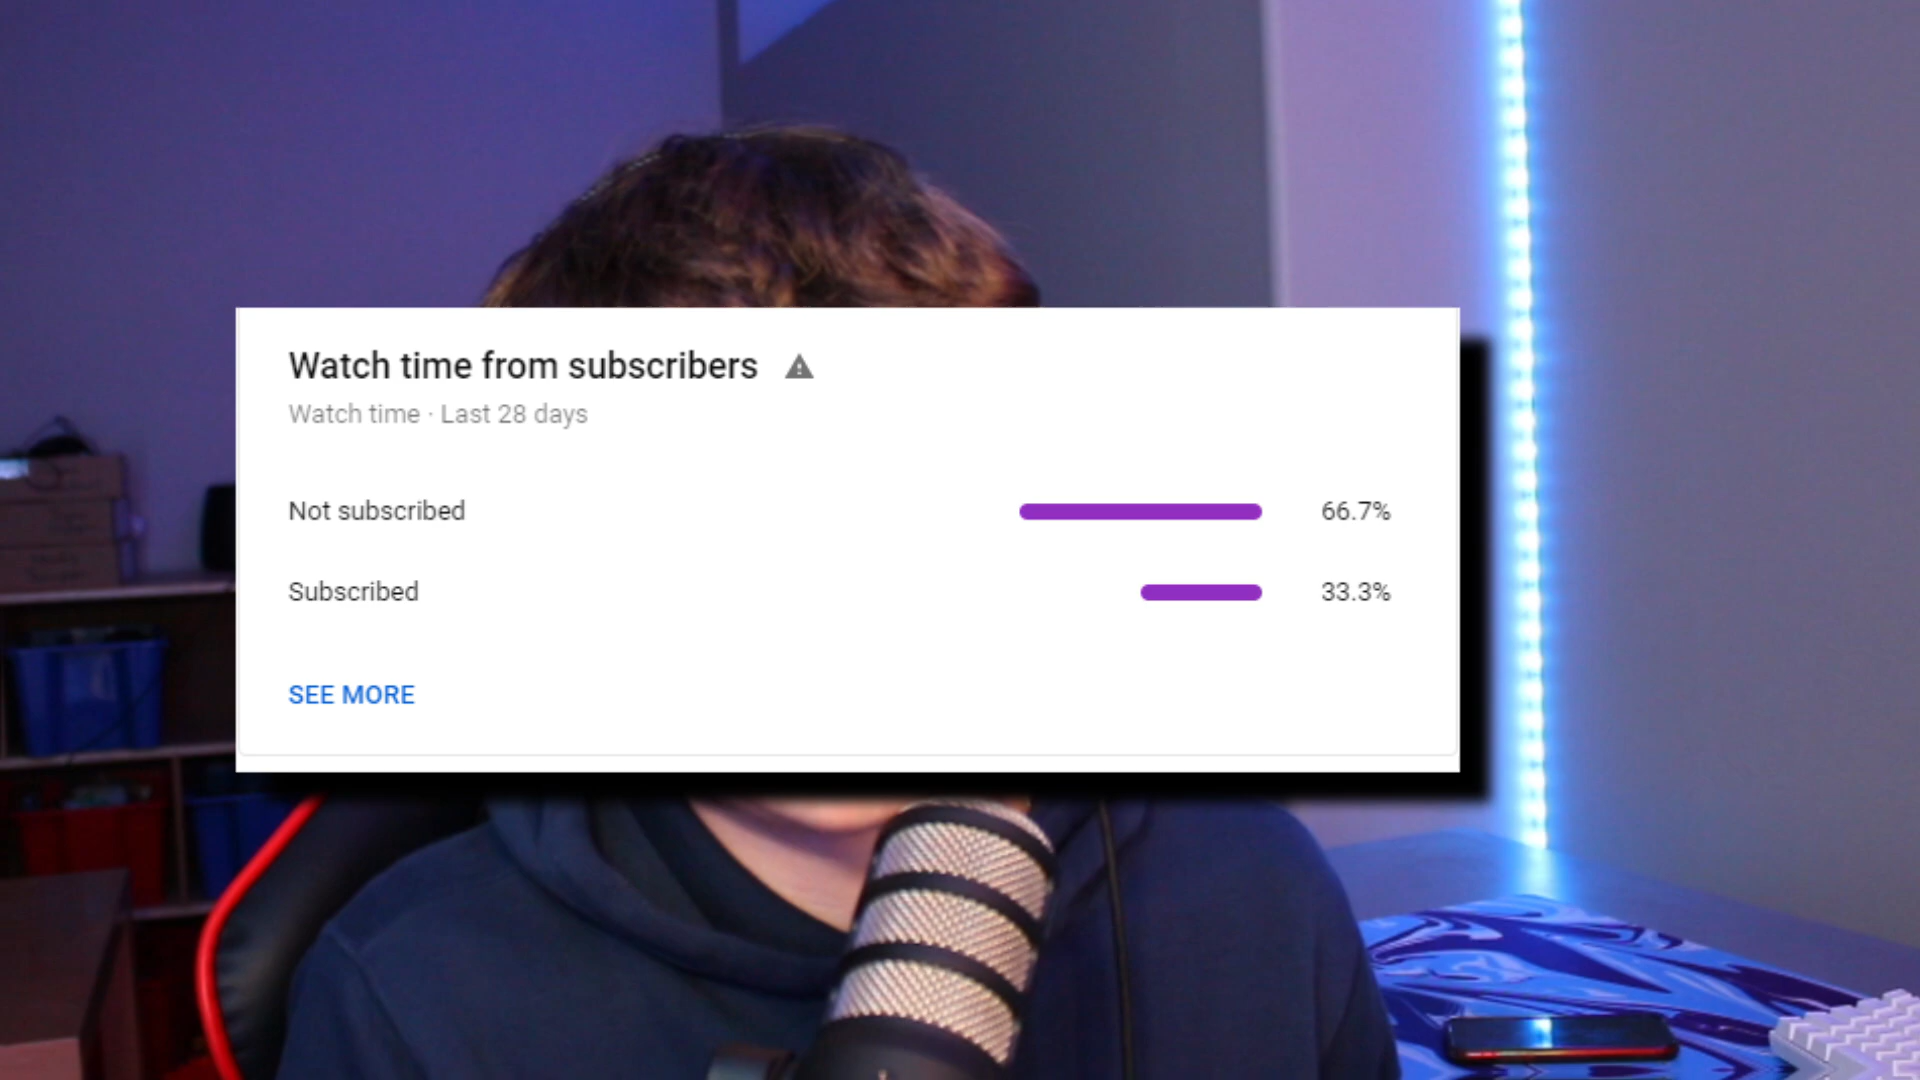 Watch time from subscribers
Watch time · Last 28 days
Not subscribed 66.7%
Subscribed 33.3%
SEE MORE